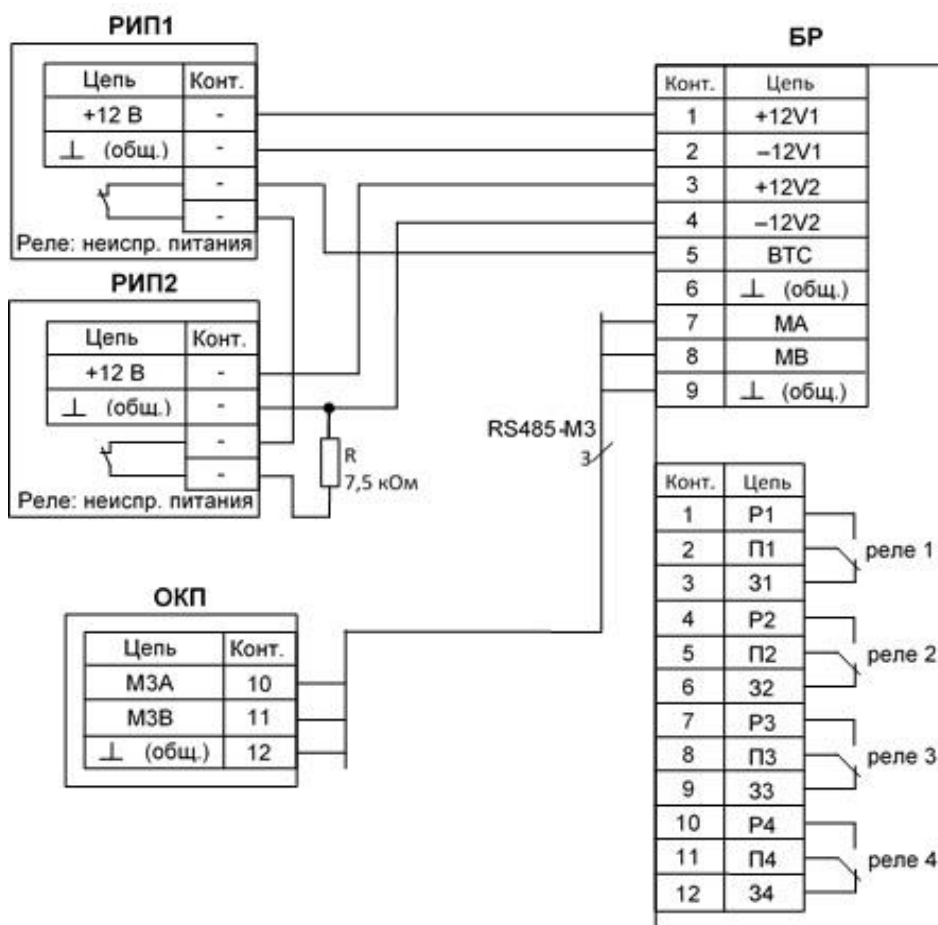 РИП1
Цепь Конт.
+12 В -
⊥ (общ.) -
-
-
Реле: неиспр. питания
РИП2
Цепь Конт.
+12 В -
⊥ (общ.) -
-
-
Реле: неиспр. питания
R
7,5 кОм
ОКП
Цепь Конт.
МЗА 10
МЗВ 11
⊥ (общ.) 12
RS485-М3
3
БР
Конт. Цепь
1 +12V1
2 –12V1
3 +12V2
4 –12V2
5 ВТС
6 ⊥ (общ.)
7 МА
8 МВ
9 ⊥ (общ.)
Конт. Цепь
1 Р1
2 П1
3 З1
реле 1
4 Р2
5 П2
6 З2
реле 2
7 Р3
8 П3
9 З3
реле 3
10 Р4
11 П4
12 З4
реле 4